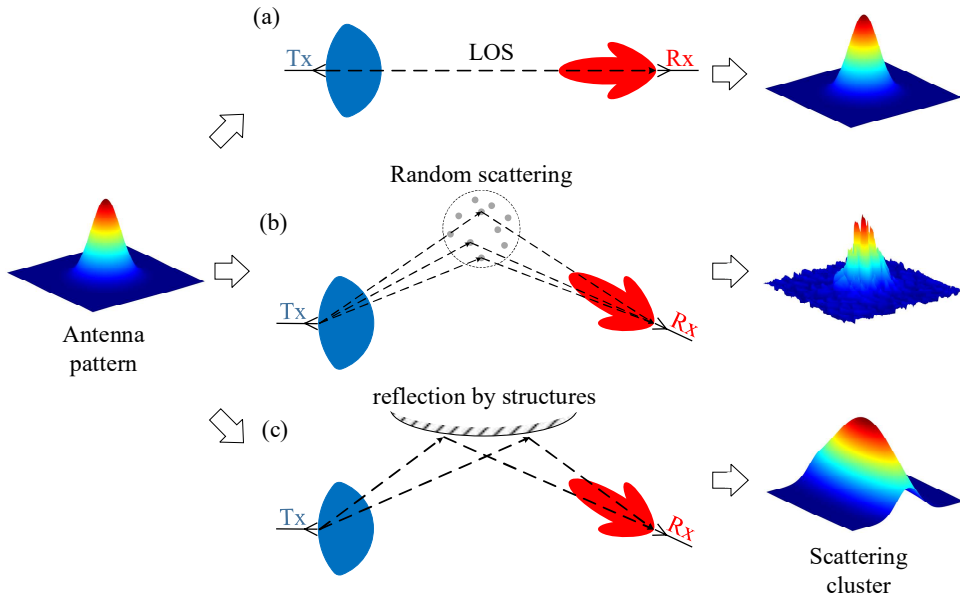 (a)
Tx
LOS
Rx
Random scattering
(b)
Tx
Rx
Antenna
pattern
reflection by structures
(c)
Tx
Rx
Scattering
cluster